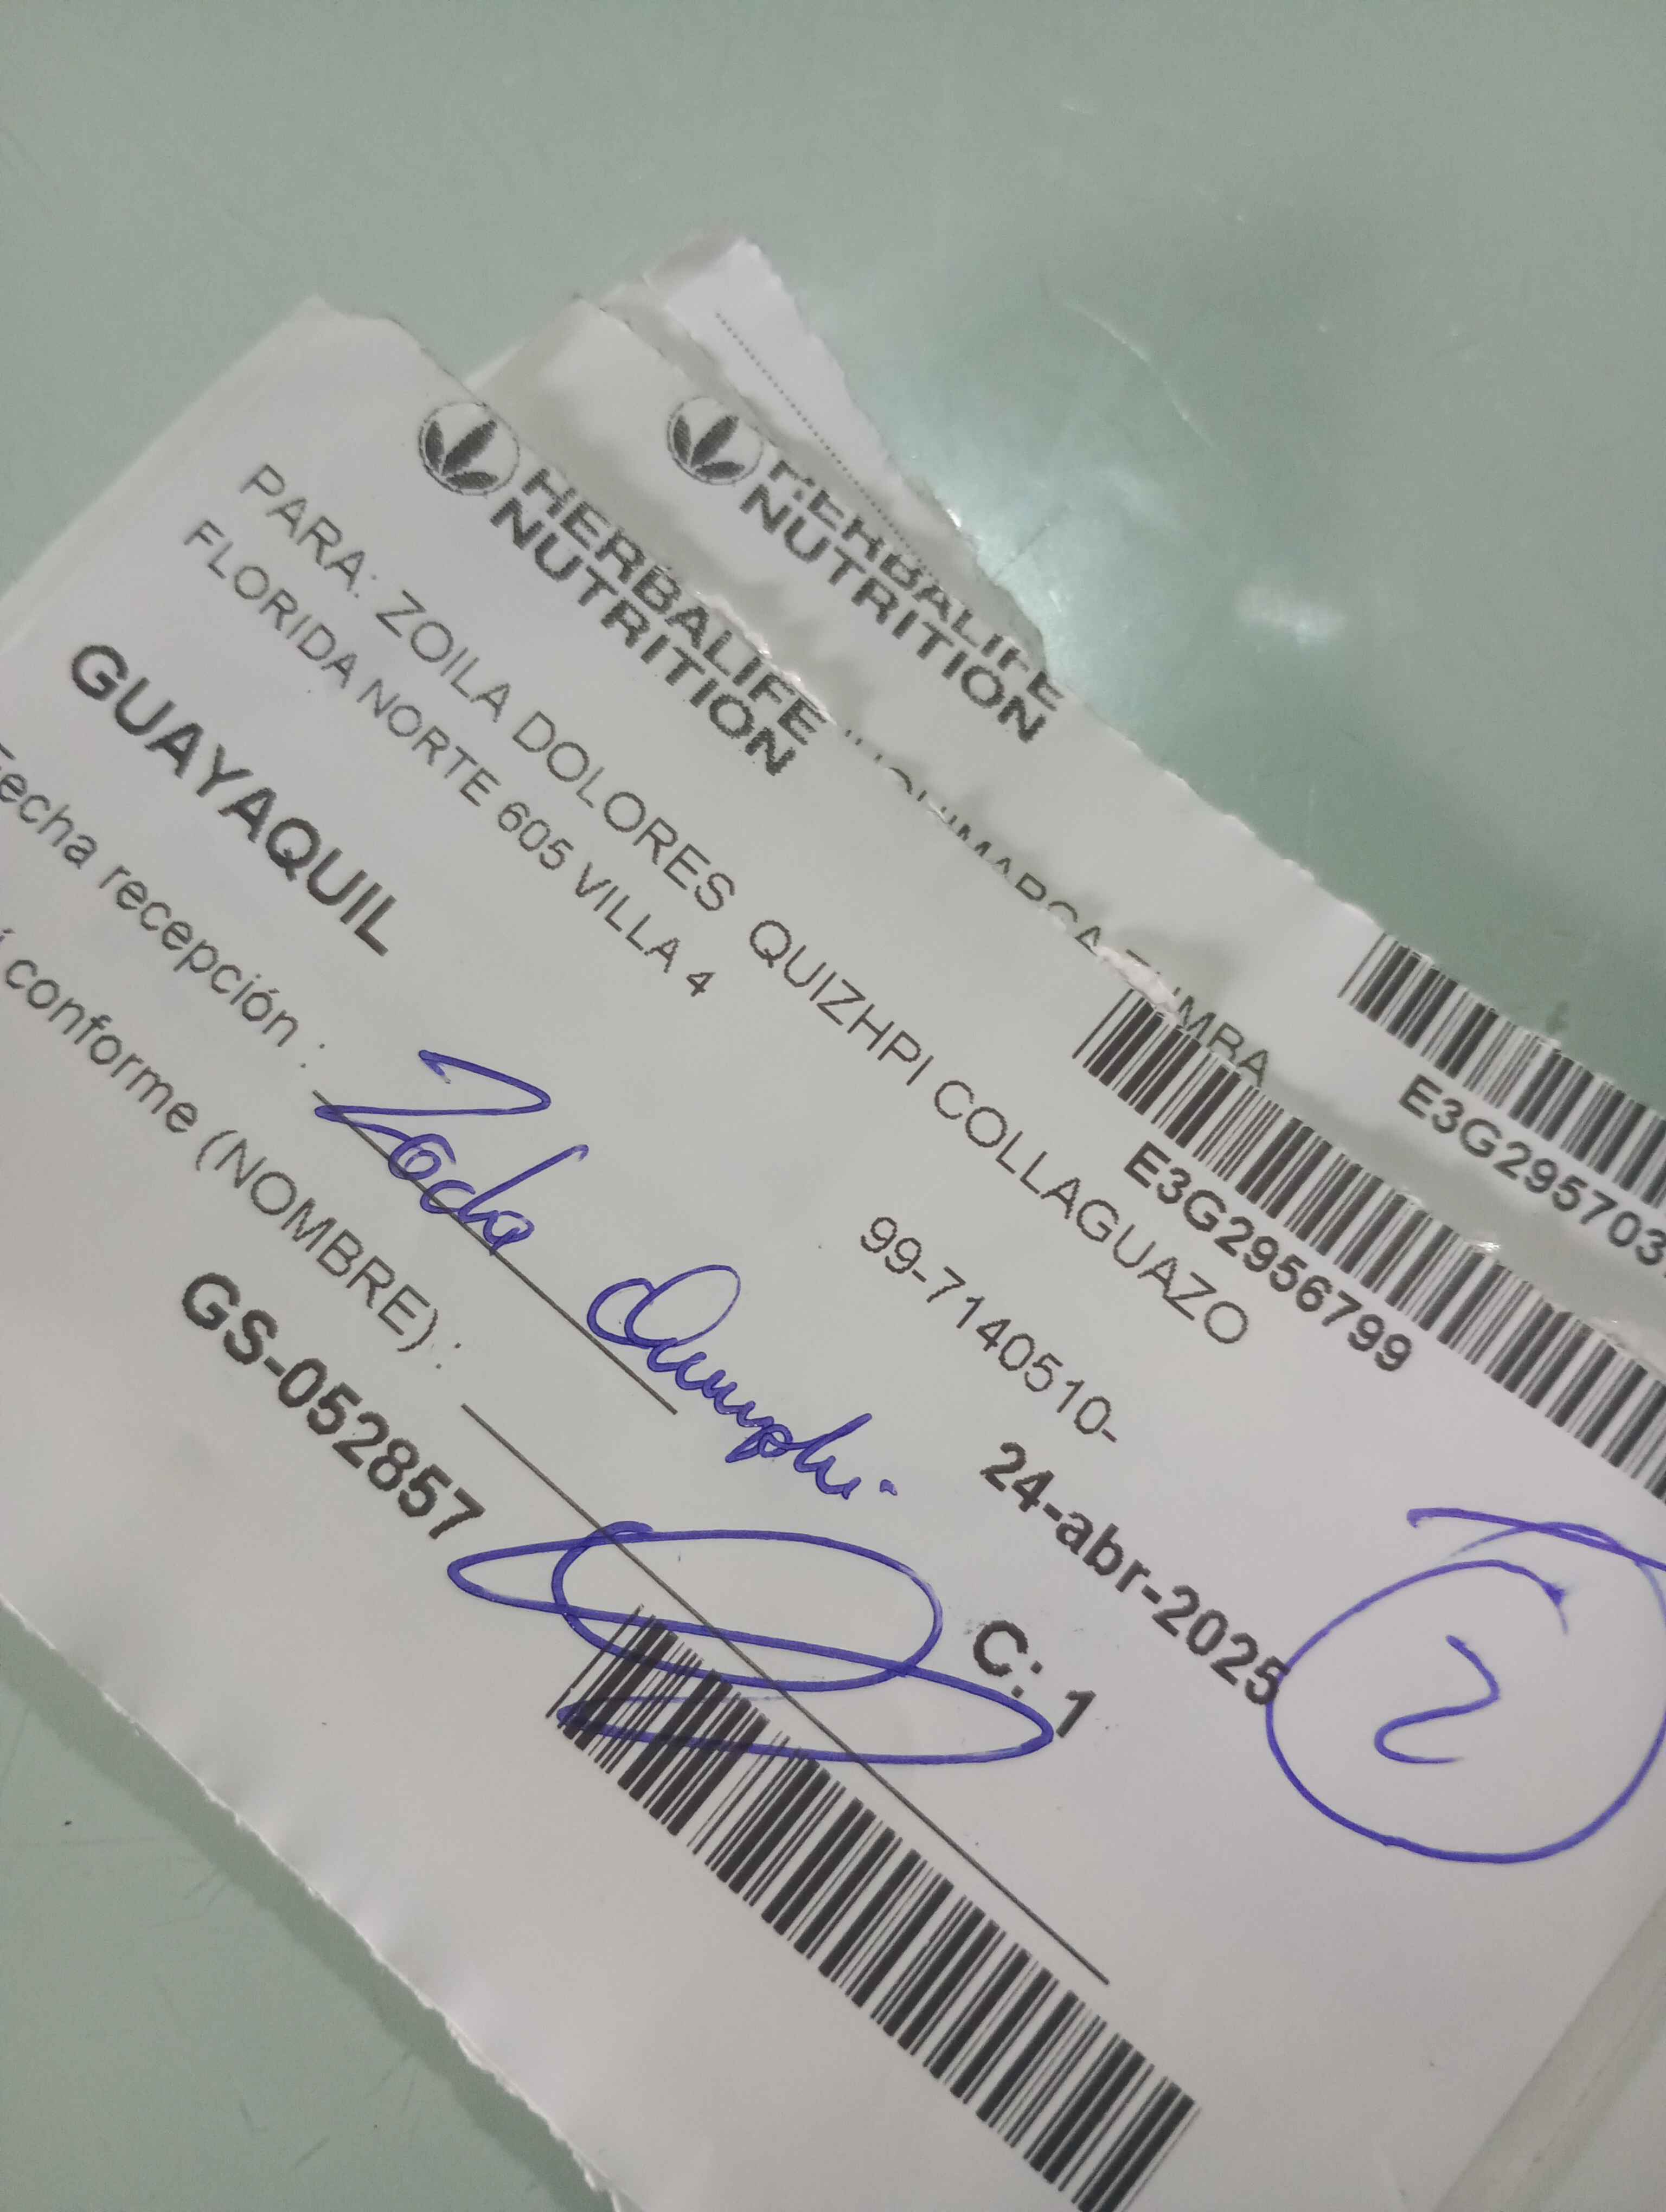 HERBALIFE
NUTRITION
E3G295703
HERBALIFE
NUTRITION
E3G2956799
PARA: ZOILA DOLORES QUIZHPI COLLAGUAZO
FLORIDA NORTE 605 VILLA 4
99-7140510-
GUAYAQUIL
24-abr-2025
Fecha recepción :
conforme (NOMBRE) :
C: 1
2
GS-052857